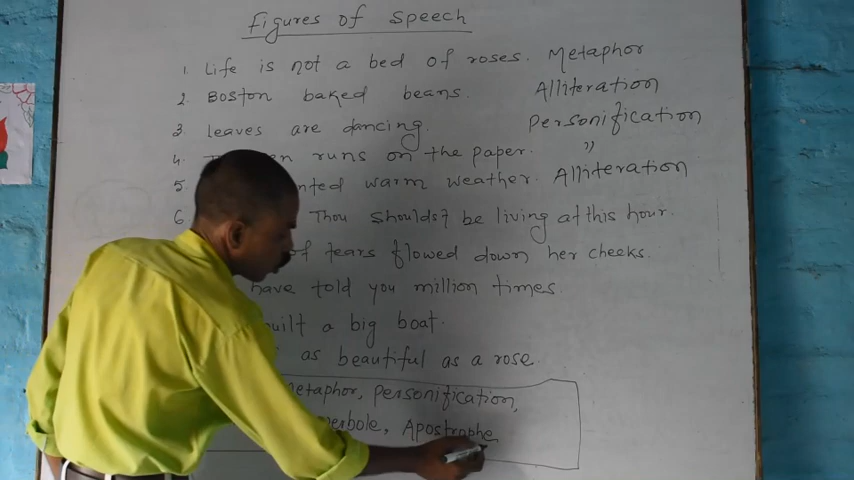 Figures of Speech
1. Life is not a bed of roses. Metaphor
2. Boston baked beans. Alliteration
3. leaves are dancing. Personification
4. runs on the paper. "
5. warm weather. Alliteration
6 Thou shouldst be living at this hour.
of tears flowed down her cheeks.
have told you million times.
built a big boat.
as beautiful as a rose
Metaphor, Personification,
Apostrophe